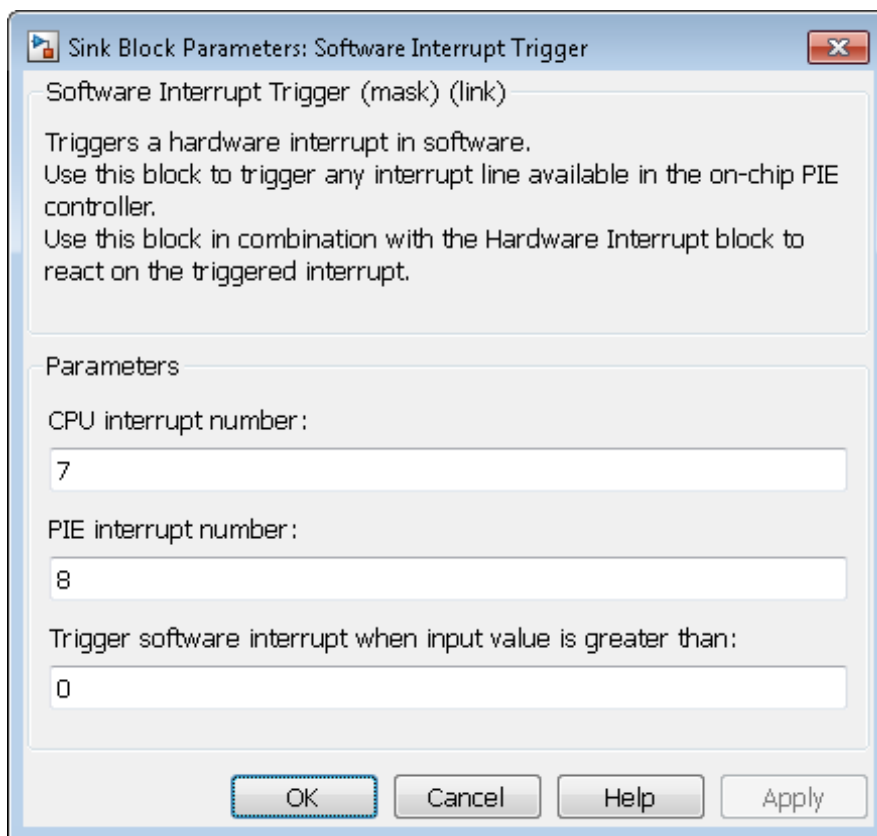 Sink Block Parameters: Software Interrupt Trigger
Software Interrupt Trigger (mask) (link)
Triggers a hardware interrupt in software.
Use this block to trigger any interrupt line available in the on-chip PIE
controller.
Use this block in combination with the Hardware Interrupt block to
react on the triggered interrupt.
Parameters
CPU interrupt number:
7
PIE interrupt number:
8
Trigger software interrupt when input value is greater than:
0
OK Cancel Help Apply